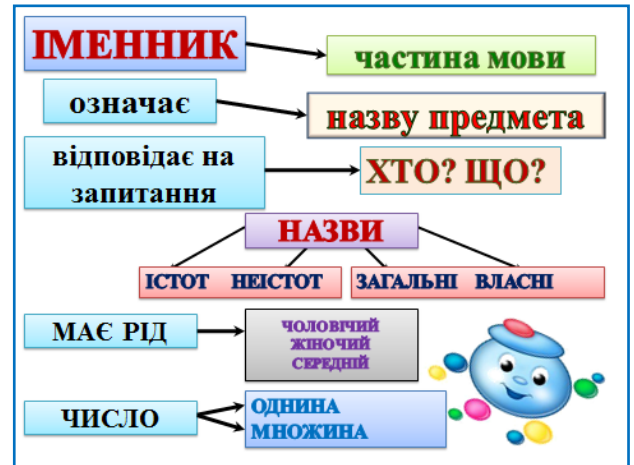 ІМЕННИК
частина мови
означає
назву предмета
відповідає на
запитання
ХТО? ЩО?
НАЗВИ
ІСТОТ НЕІСТОТ
ЗАГАЛЬНІ ВЛАСНІ
МАЄ РІД
ЧОЛОВІЧИЙ
ЖІНОЧИЙ
СЕРЕДНІЙ
ЧИСЛО
ОДНИНА
МНОЖИНА